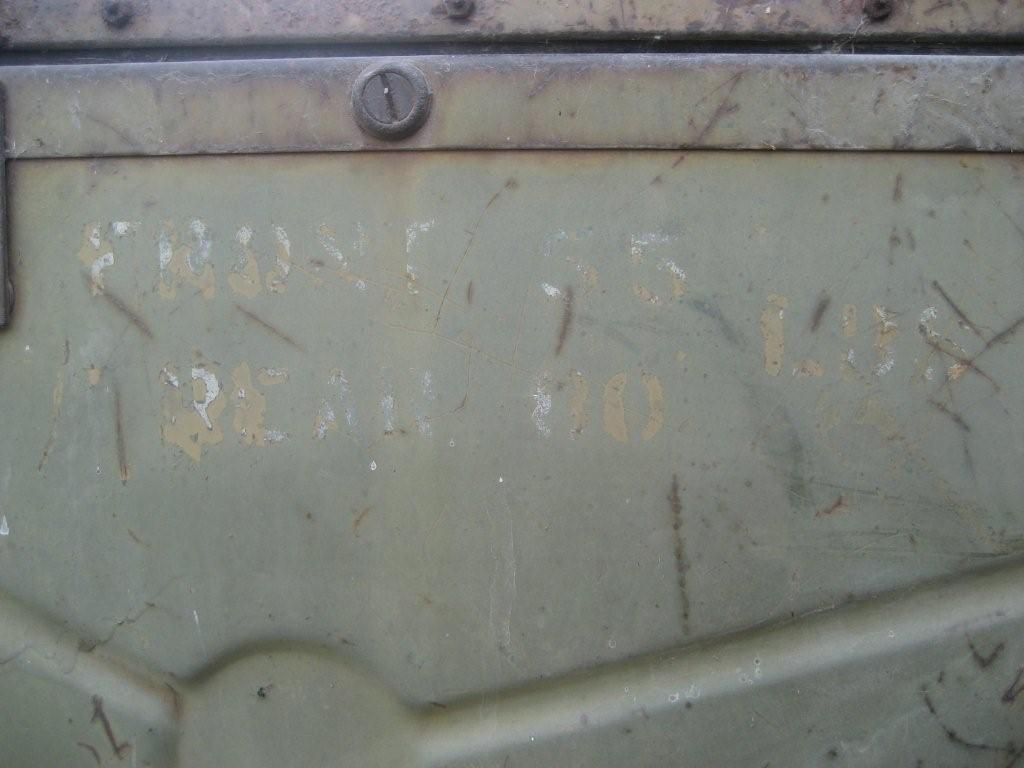 FRONT 55 LBS
REAR 60